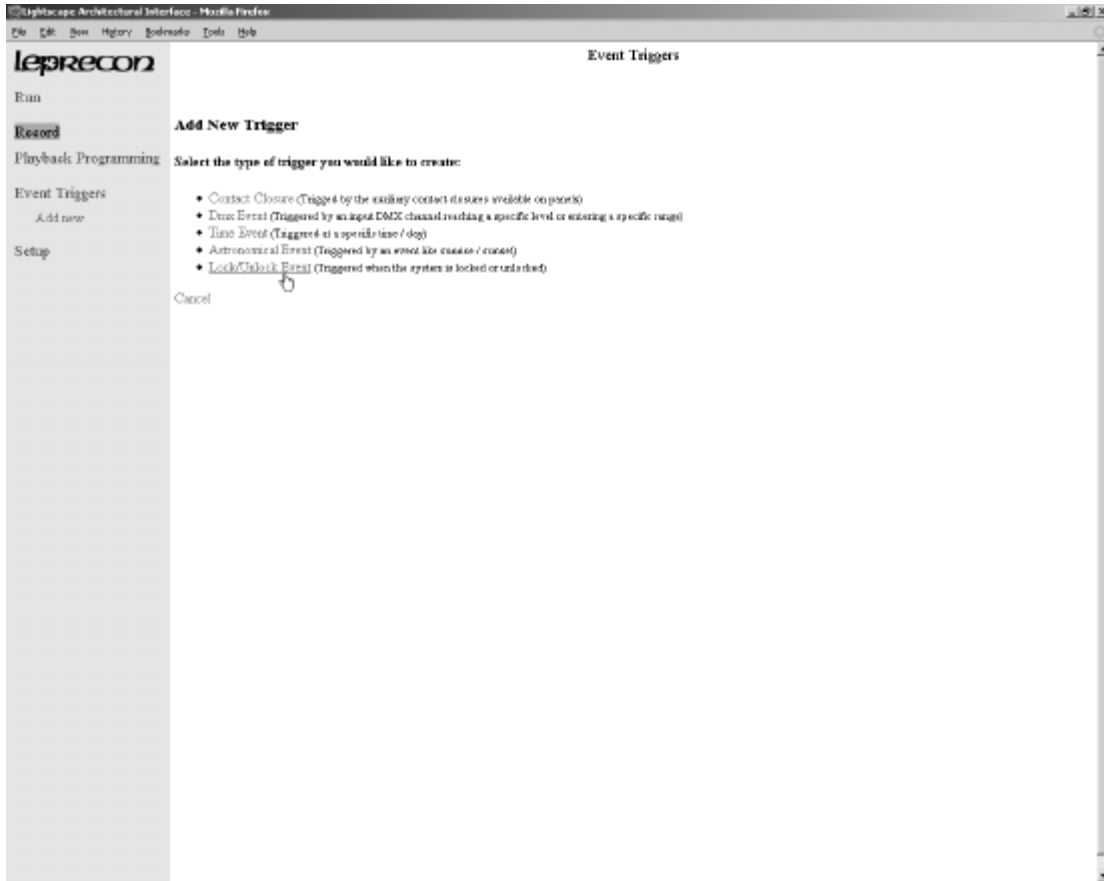 Lightscape Architectural Interface - Mozilla Firefox
File Edit View History Bookmarks Tools Help
leprecon
Run
Record
Playback Programming
Event Triggers
Add new
Setup
Event Triggers
Add New Trigger
Select the type of trigger you would like to create:
Contact Closure (Trigged by the auxiliary contact closures available on panels)
Dmx Event (Triggered by an input DMX channel reaching a specific level or entering a specific range)
Time Event (Triggered at a specific time / day)
Astronomical Event (Triggered by an event like sunrise / sunset)
Lock/Unlock Event (Triggered when the system is locked or unlocked)
Cancel